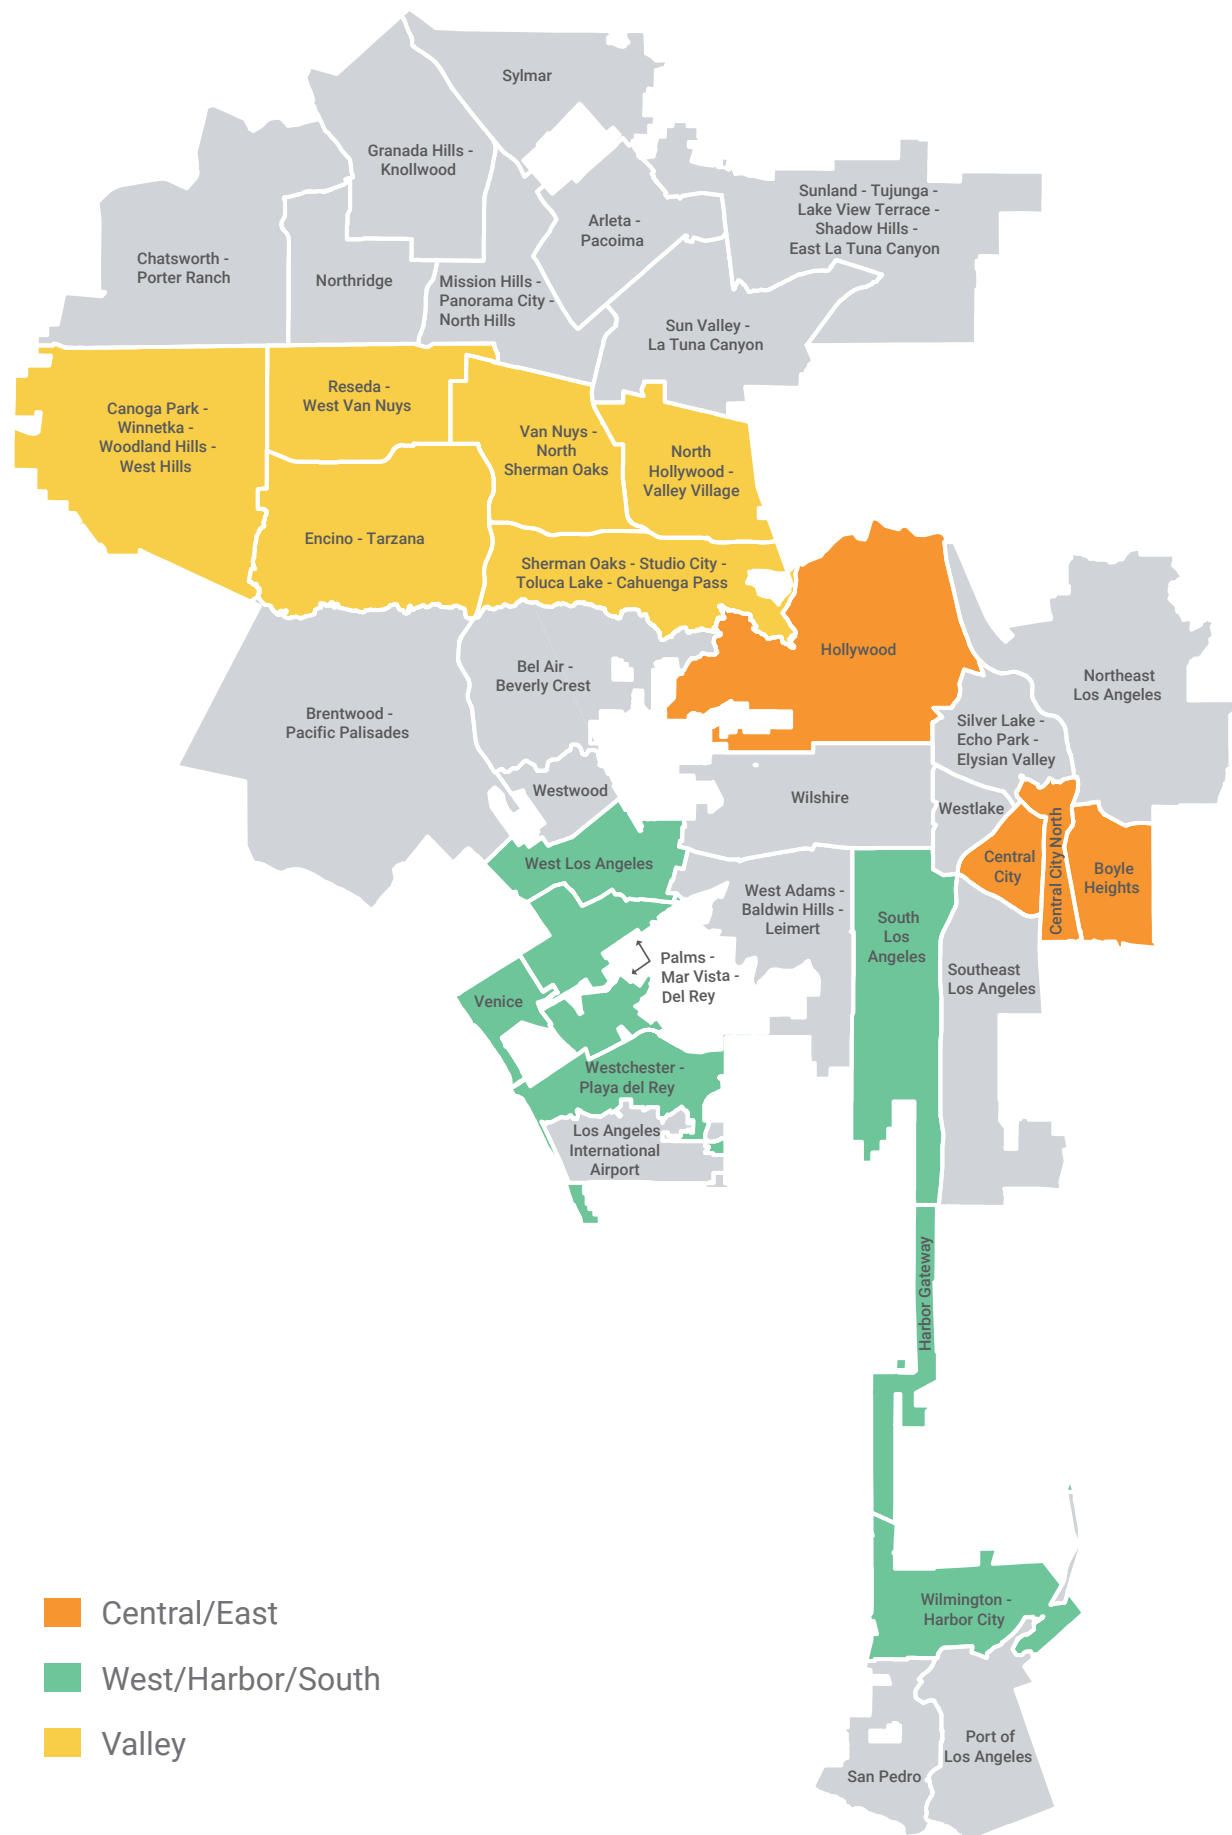 Sylmar
Granada Hills -
Knollwood
Sunland - Tujunga -
Lake View Terrace -
Shadow Hills -
East La Tuna Canyon
Arleta -
Pacoima
Chatsworth -
Porter Ranch
Northridge
Mission Hills -
Panorama City -
North Hills
Sun Valley -
La Tuna Canyon
Reseda -
West Van Nuys
Canoga Park -
Winnetka -
Woodland Hills -
West Hills
Van Nuys -
North
Sherman Oaks
North
Hollywood -
Valley Village
Encino - Tarzana
Sherman Oaks - Studio City -
Toluca Lake - Cahuenga Pass
Hollywood
Bel Air -
Beverly Crest
Northeast
Los Angeles
Brentwood -
Pacific Palisades
Silver Lake -
Echo Park -
Elysian Valley
Westwood
Wilshire
Westlake
Central City North
West Los Angeles
Central
City
Boyle
Heights
West Adams -
Baldwin Hills -
Leimert
South
Los
Angeles
Palms -
Mar Vista -
Del Rey
Southeast
Los Angeles
Venice
Westchester -
Playa del Rey
Los Angeles
International
Airport
Harbor Gateway
Wilmington -
Harbor City
Port of
Los Angeles
San Pedro
Central/East
West/Harbor/South
Valley